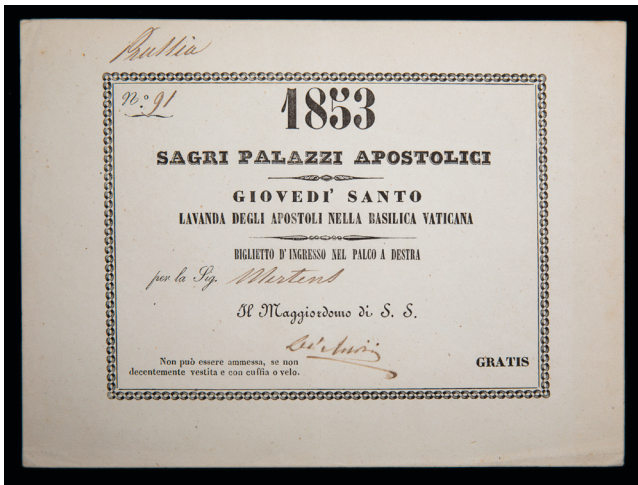 Prussia
N.º 91
1853
SAGRI PALAZZI APOSTOLICI
GIOVEDI' SANTO
LAVANDA DEGLI APOSTOLI NELLA BASILICA VATICANA
BIGLIETTO D'INGRESSO NEL PALCO A DESTRA
per la Sig. Mertens
Il Maggiordomo di S. S.
Non può essere ammessa, se non
decentemente vestita e con cuffia o velo.
GRATIS